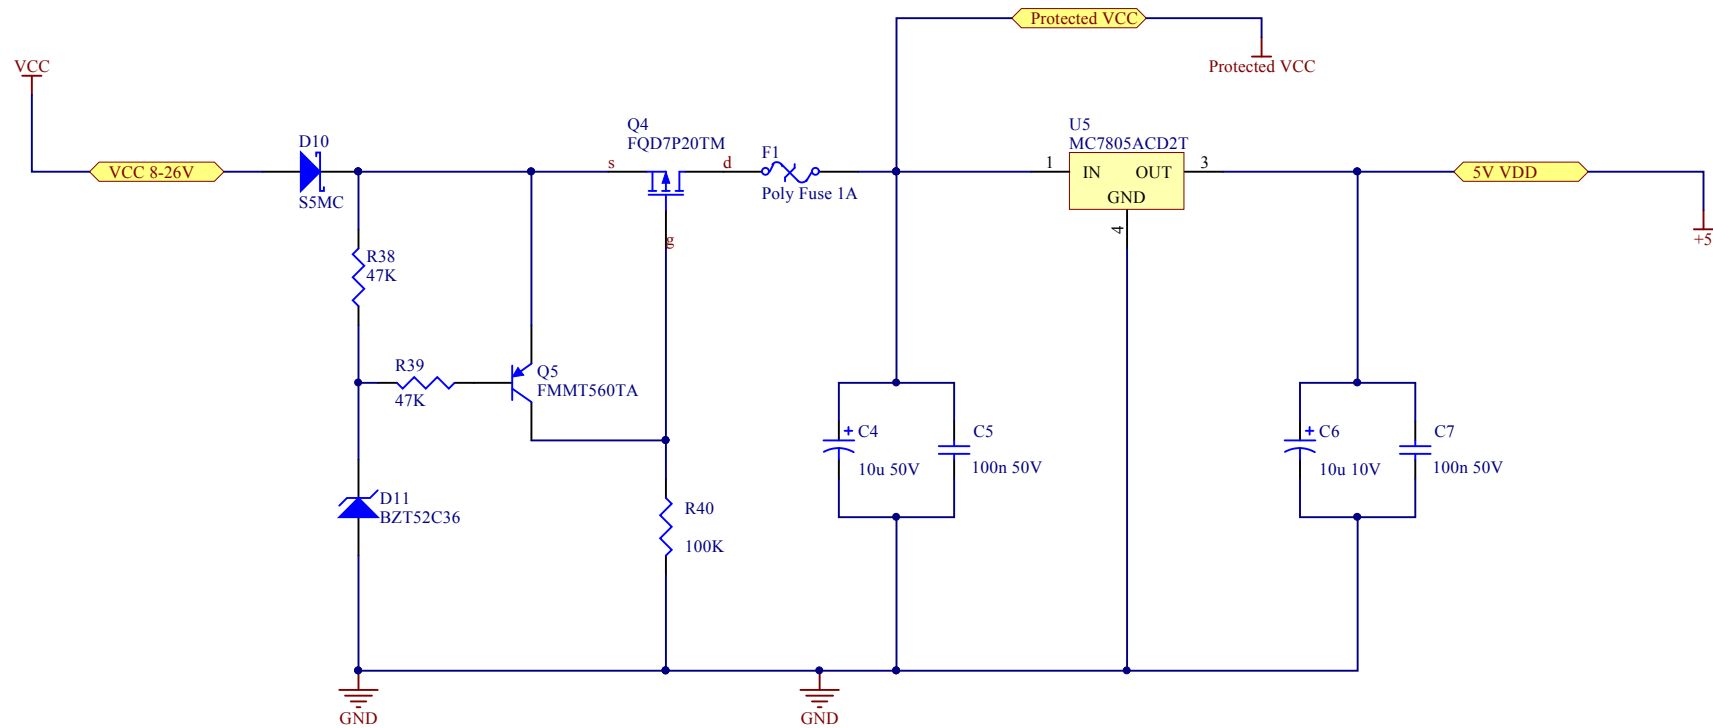 Protected VCC
Protected VCC
VCC
VCC 8-26V
D10
S5MC
Q4
FQD7P20TM
s
d
g
F1
Poly Fuse 1A
U5
MC7805ACD2T
1
IN
OUT
GND
3
4
5V VDD
+5
R38
47K
R39
47K
Q5
FMMT560TA
D11
BZT52C36
R40
100K
+
C4
10u 50V
C5
100n 50V
+
C6
10u 10V
C7
100n 50V
GND
GND